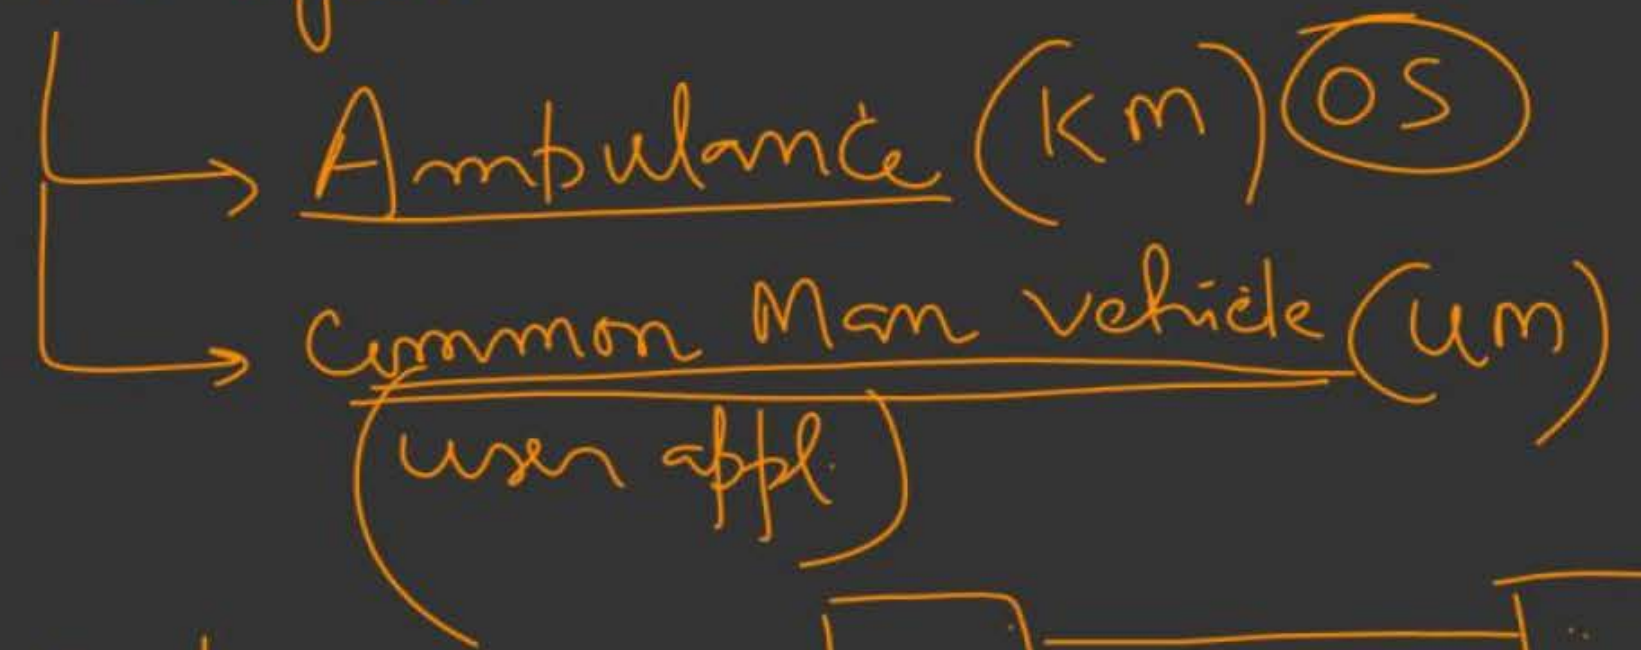 Ambulance (Km) OS
Common Man vehicle (um)
(user appl.)